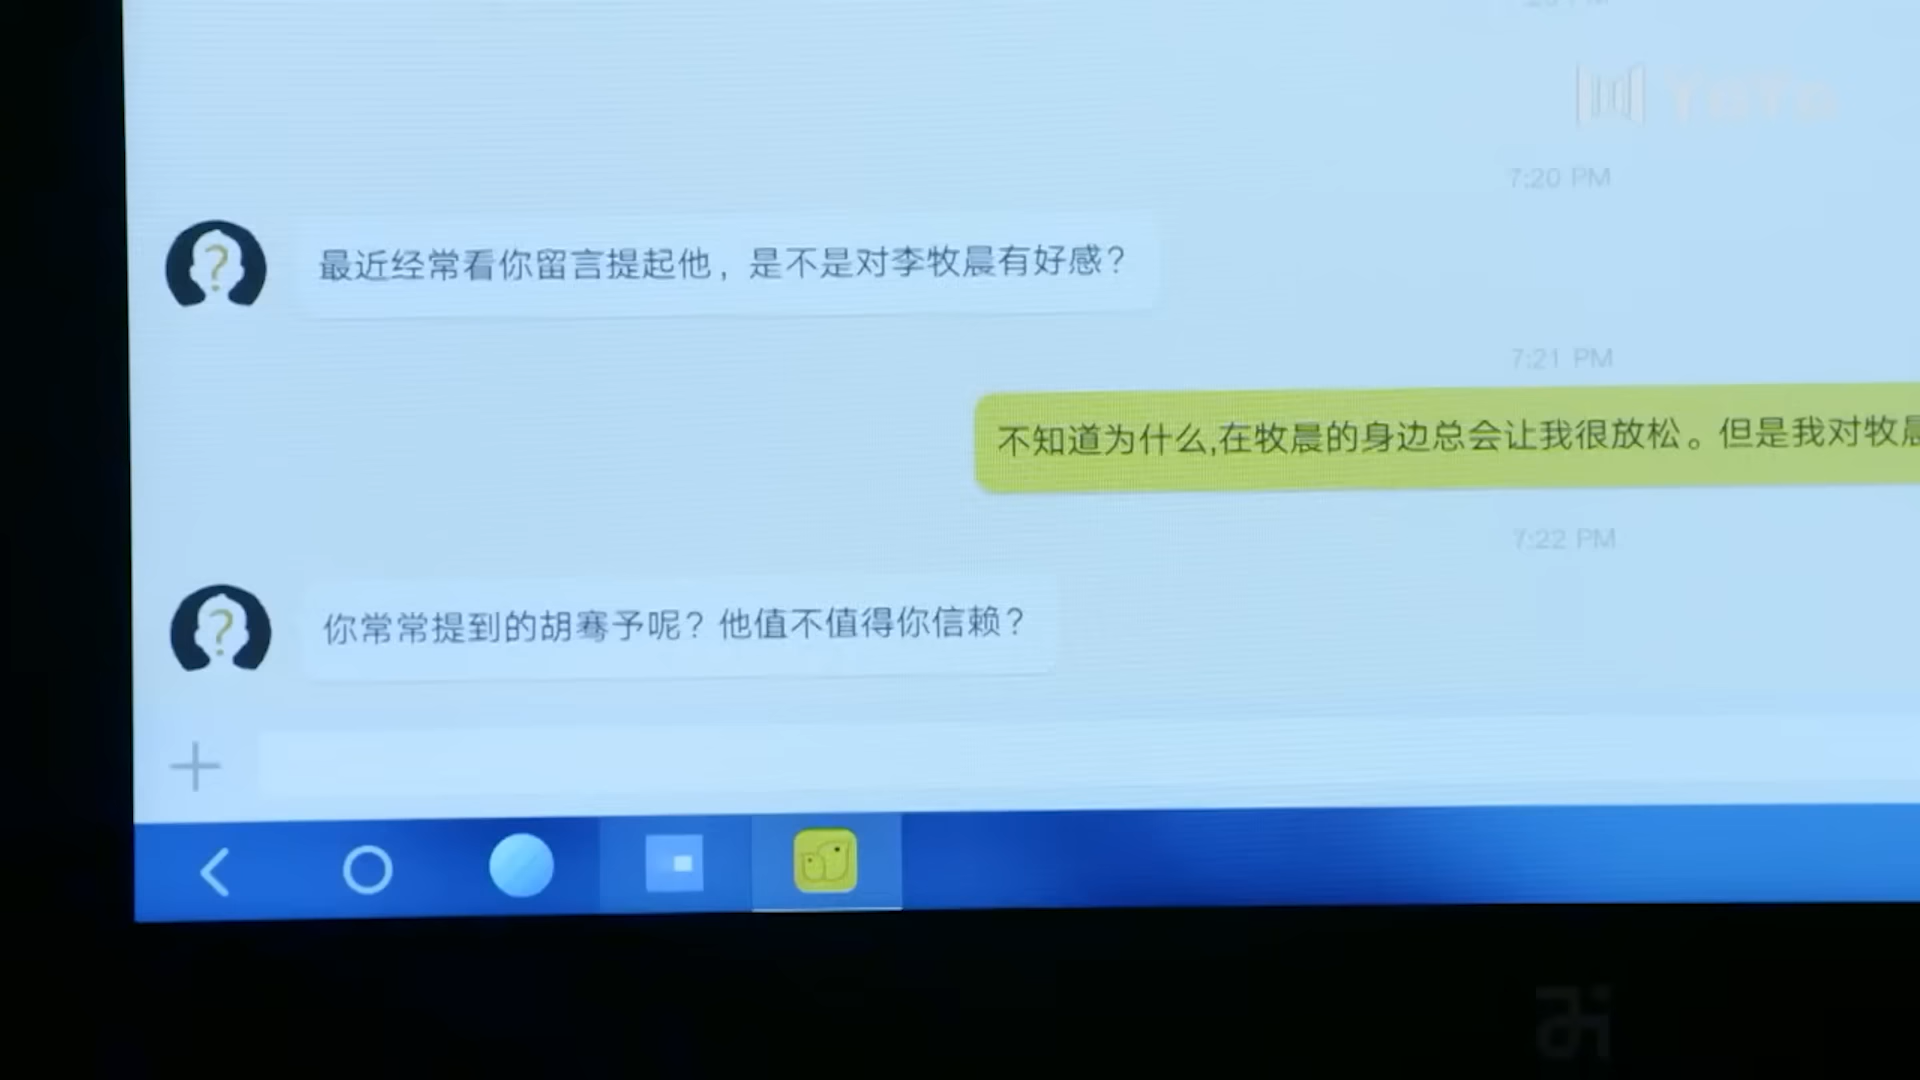 YoYo
7:20 PM
最近经常看你留言提起他，是不是对李牧晨有好感？
7:21 PM
不知道为什么,在牧晨的身边总会让我很放松。但是我对牧晨
7:22 PM
你常常提到的胡骞予呢？他值不值得你信赖？